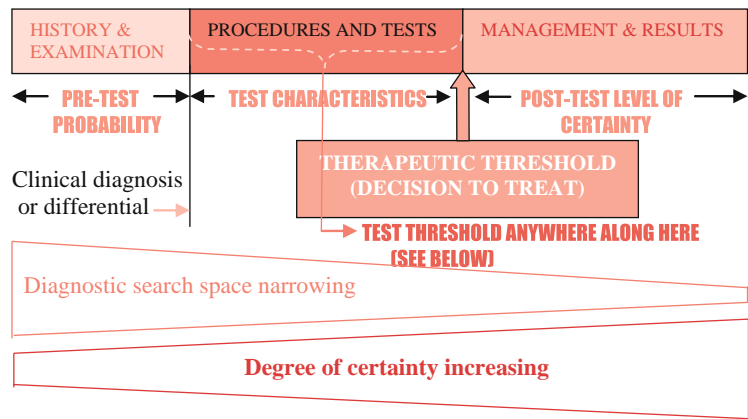 HISTORY &
EXAMINATION
PROCEDURES AND TESTS
MANAGEMENT & RESULTS
PRE-TEST
PROBABILITY
TEST CHARACTERISTICS
POST-TEST LEVEL OF
CERTAINTY
THERAPEUTIC THRESHOLD
(DECISION TO TREAT)
Clinical diagnosis
or differential
TEST THRESHOLD ANYWHERE ALONG HERE
(SEE BELOW)
Diagnostic search space narrowing
Degree of certainty increasing